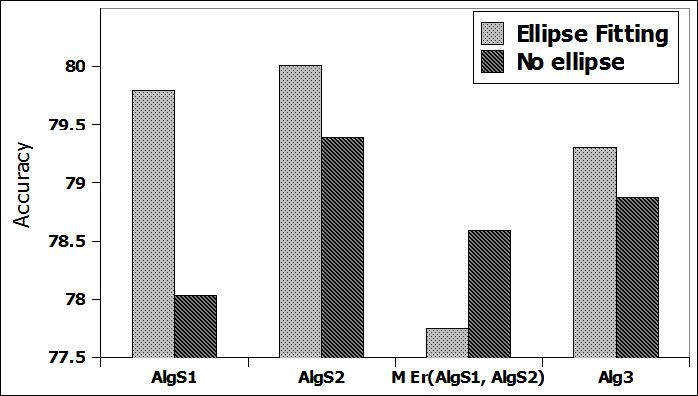 Ellipse Fitting
No ellipse
Accuracy
80
79.5
79
78.5
78
77.5
AlgS1
AlgS2
M Er(AlgS1, AlgS2)
Alg3